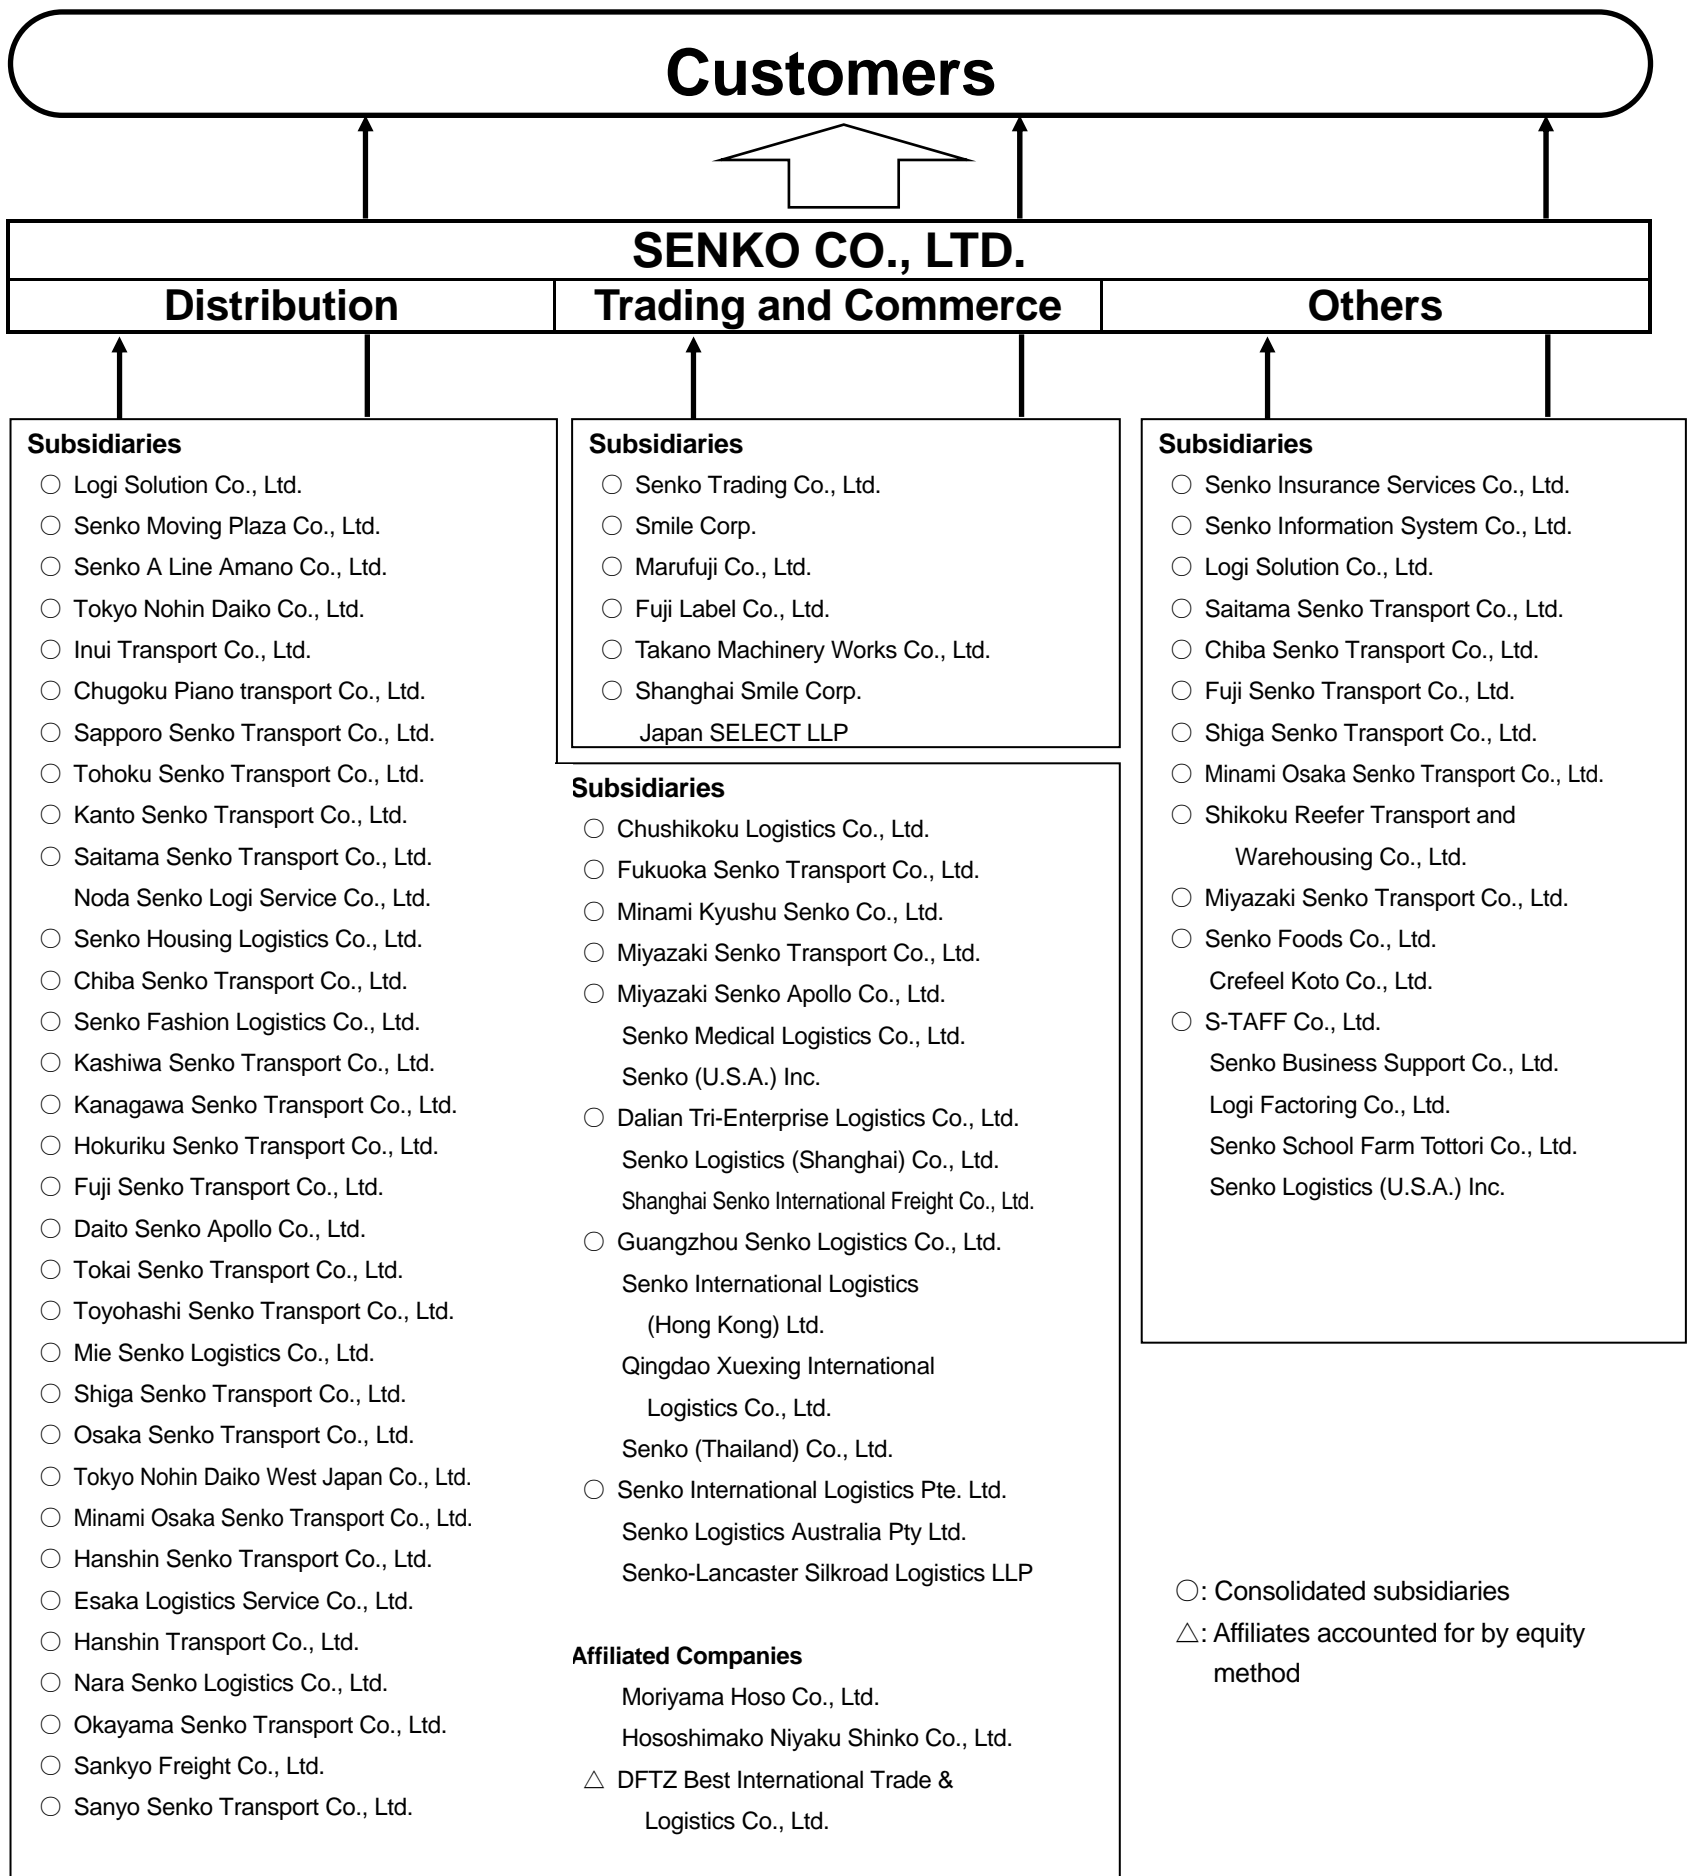 Customers
SENKO CO., LTD.
Distribution
Trading and Commerce
Others
Subsidiaries
○ Logi Solution Co., Ltd.
○ Senko Moving Plaza Co., Ltd.
○ Senko A Line Amano Co., Ltd.
○ Tokyo Nohin Daiko Co., Ltd.
○ Inui Transport Co., Ltd.
○ Chugoku Piano transport Co., Ltd.
○ Sapporo Senko Transport Co., Ltd.
○ Tohoku Senko Transport Co., Ltd.
○ Kanto Senko Transport Co., Ltd.
○ Saitama Senko Transport Co., Ltd.
Noda Senko Logi Service Co., Ltd.
○ Senko Housing Logistics Co., Ltd.
○ Chiba Senko Transport Co., Ltd.
○ Senko Fashion Logistics Co., Ltd.
○ Kashiwa Senko Transport Co., Ltd.
○ Kanagawa Senko Transport Co., Ltd.
○ Hokuriku Senko Transport Co., Ltd.
○ Fuji Senko Transport Co., Ltd.
○ Daito Senko Apollo Co., Ltd.
○ Tokai Senko Transport Co., Ltd.
○ Toyohashi Senko Transport Co., Ltd.
○ Mie Senko Logistics Co., Ltd.
○ Shiga Senko Transport Co., Ltd.
○ Osaka Senko Transport Co., Ltd.
○ Tokyo Nohin Daiko West Japan Co., Ltd.
○ Minami Osaka Senko Transport Co., Ltd.
○ Hanshin Senko Transport Co., Ltd.
○ Esaka Logistics Service Co., Ltd.
○ Hanshin Transport Co., Ltd.
○ Nara Senko Logistics Co., Ltd.
○ Okayama Senko Transport Co., Ltd.
○ Sankyo Freight Co., Ltd.
○ Sanyo Senko Transport Co., Ltd.
Subsidiaries
○ Senko Trading Co., Ltd.
○ Smile Corp.
○ Marufuji Co., Ltd.
○ Fuji Label Co., Ltd.
○ Takano Machinery Works Co., Ltd.
○ Shanghai Smile Corp.
Japan SELECT LLP
Subsidiaries
○ Chushikoku Logistics Co., Ltd.
○ Fukuoka Senko Transport Co., Ltd.
○ Minami Kyushu Senko Co., Ltd.
○ Miyazaki Senko Transport Co., Ltd.
○ Miyazaki Senko Apollo Co., Ltd.
Senko Medical Logistics Co., Ltd.
Senko (U.S.A.) Inc.
○ Dalian Tri-Enterprise Logistics Co., Ltd.
Senko Logistics (Shanghai) Co., Ltd.
Shanghai Senko International Freight Co., Ltd.
○ Guangzhou Senko Logistics Co., Ltd.
Senko International Logistics
(Hong Kong) Ltd.
Qingdao Xuexing International
Logistics Co., Ltd.
Senko (Thailand) Co., Ltd.
○ Senko International Logistics Pte. Ltd.
Senko Logistics Australia Pty Ltd.
Senko-Lancaster Silkroad Logistics LLP
Affiliated Companies
Moriyama Hoso Co., Ltd.
Hososhimako Niyaku Shinko Co., Ltd.
△ DFTZ Best International Trade &
Logistics Co., Ltd.
Subsidiaries
○ Senko Insurance Services Co., Ltd.
○ Senko Information System Co., Ltd.
○ Logi Solution Co., Ltd.
○ Saitama Senko Transport Co., Ltd.
○ Chiba Senko Transport Co., Ltd.
○ Fuji Senko Transport Co., Ltd.
○ Shiga Senko Transport Co., Ltd.
○ Minami Osaka Senko Transport Co., Ltd.
○ Shikoku Reefer Transport and
Warehousing Co., Ltd.
○ Miyazaki Senko Transport Co., Ltd.
○ Senko Foods Co., Ltd.
Crefeel Koto Co., Ltd.
○ S-TAFF Co., Ltd.
Senko Business Support Co., Ltd.
Logi Factoring Co., Ltd.
Senko School Farm Tottori Co., Ltd.
Senko Logistics (U.S.A.) Inc.
○: Consolidated subsidiaries
△: Affiliates accounted for by equity
method